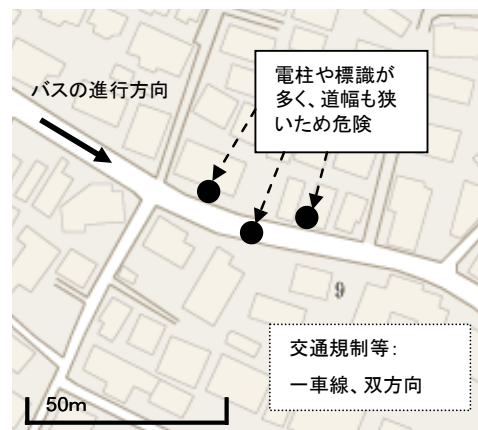 電柱や標識が
多く、道幅も狭
いため危険
バスの進行方向
9
交通規制等：
一車線、双方向
50m